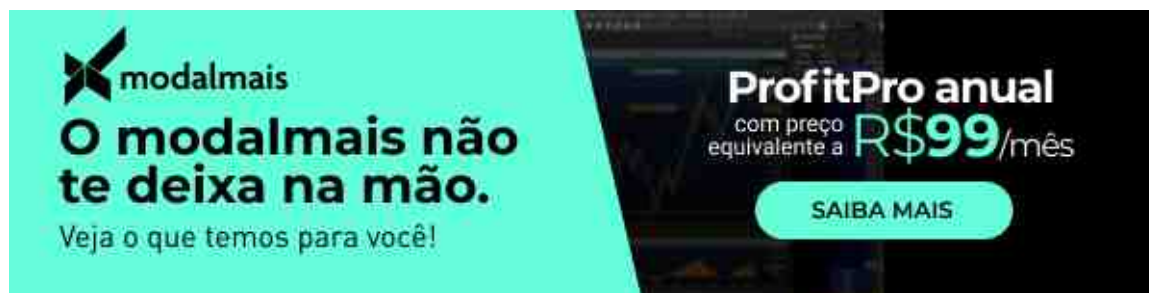 modalmais
O modalmais não
te deixa na mão.
Veja o que temos para você!
ProfitPro anual
com preço
equivalente a R$99/mês
SAIBA MAIS